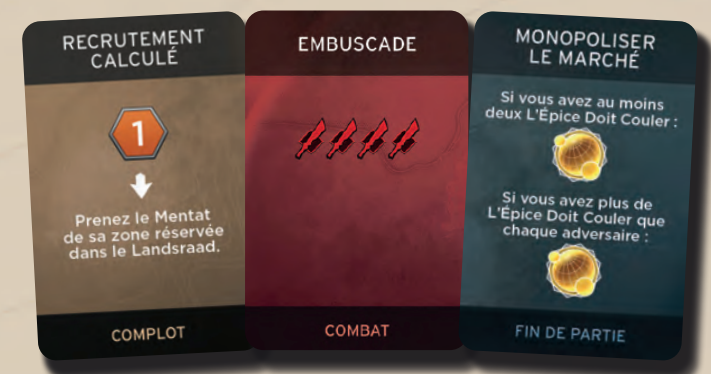 RECRUTEMENT
CALCULÉ
1
Prenez le Mentat
de sa zone réservée
dans le Landsraad.
COMPLOT
EMBUSCADE
COMBAT
MONOPOLISER
LE MARCHÉ
Si vous avez au moins
deux L'Épice Doit Couler :
Si vous avez plus de
L'Épice Doit Couler que
chaque adversaire :
FIN DE PARTIE